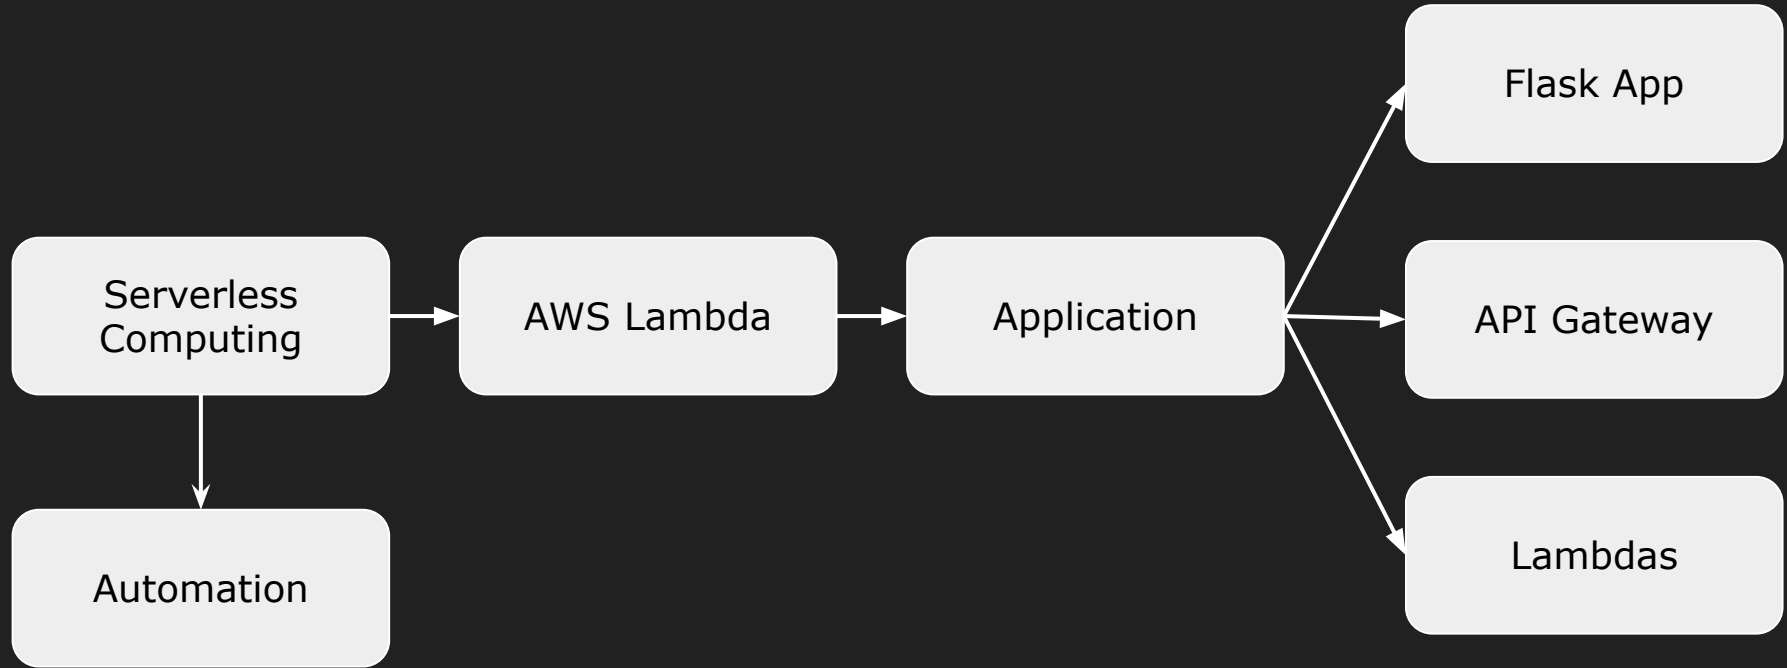 Flask App
Serverless
Computing
AWS Lambda
Application
API Gateway
Automation
Lambdas